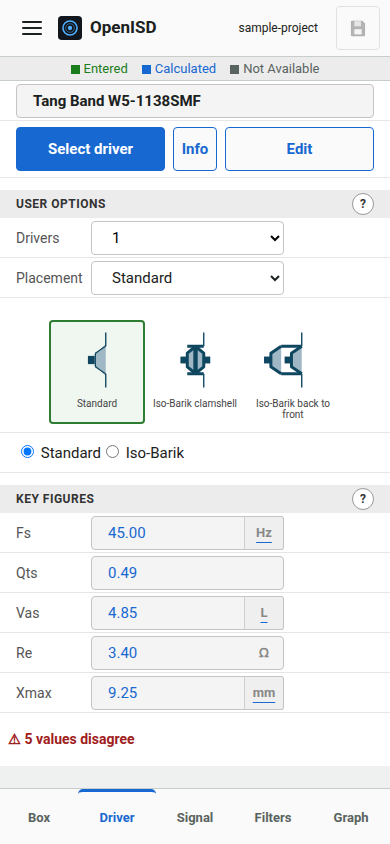 OpenISD
sample-project
Entered Calculated Not Available
Tang Band W5-1138SMF
Select driver Info Edit
USER OPTIONS ?
Drivers 1
Placement Standard
Standard Iso-Barik clamshell Iso-Barik back to
front
Standard Iso-Barik
KEY FIGURES ?
Fs 45.00 Hz
Qts 0.49
Vas 4.85 L
Re 3.40 Ω
Xmax 9.25 mm
⚠ 5 values disagree
Box Driver Signal Filters Graph